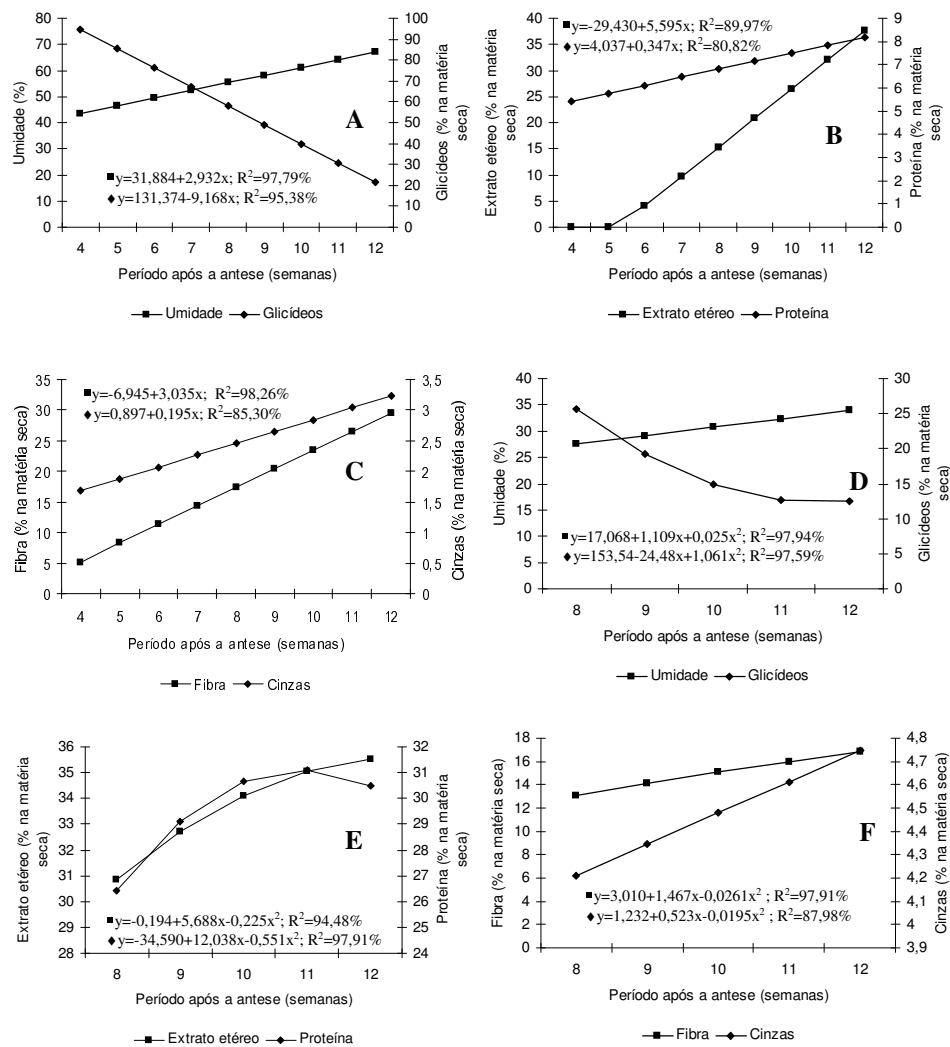 80
70
60
50
40
30
20
10
0
Umidade (%)
100
90
80
70
60
50
40
30
20
10
0
Glicídeos (% na matéria
seca)
A
y=31,884+2,932x; R²=97,79%
y=131,374-9,168x; R²=95,38%
4 5 6 7 8 9 10 11 12
Período após a antese (semanas)
Umidade Glicídeos
40
35
30
25
20
15
10
5
0
Extrato etéreo (% na matéria
seca)
9
8
7
6
5
4
3
2
1
0
Proteína (% na matéria
seca)
y=-29,430+5,595x; R²=89,97%
y=4,037+0,347x; R²=80,82%
B
4 5 6 7 8 9 10 11 12
Período após a antese (semanas)
Extrato etéreo Proteína
35
30
25
20
15
10
5
0
Fibra (% na matéria seca)
3,5
3
2,5
2
1,5
1
0,5
0
Cinzas (% na matéria seca)
y=-6,945+3,035x; R²=98,26%
y=0,897+0,195x; R²=85,30%
C
4 5 6 7 8 9 10 11 12
Período após a antese (semanas)
Fibra Cinzas
40
35
30
25
20
15
10
5
0
Umidade (%)
30
25
20
15
10
5
0
Glicídeos (% na matéria
seca)
D
y=17,068+1,109x+0,025x²; R²=97,94%
y=153,54-24,48x+1,061x²; R²=97,59%
8 9 10 11 12
Período após a antese (semanas)
Umidade Glicídeos
36
35
34
33
32
31
30
29
28
Extrato etéreo (% na matéria
seca)
32
31
30
29
28
27
26
25
24
Proteína (% na matéria
seca)
E
y=-0,194+5,688x-0,225x²; R²=94,48%
y=-34,590+12,038x-0,551x²; R²=97,91%
8 9 10 11 12
Período após a antese (semanas)
Extrato etéreo Proteína
18
16
14
12
10
8
6
4
2
0
Fibra (% na matéria seca)
4,8
4,7
4,6
4,5
4,4
4,3
4,2
4,1
4
3,9
Cinzas (% na matéria seca)
F
y=3,010+1,467x-0,0261x² ; R²=97,91%
y=1,232+0,523x-0,0195x² ; R²=87,98%
8 9 10 11 12
Período após a antese (semanas)
Fibra Cinzas